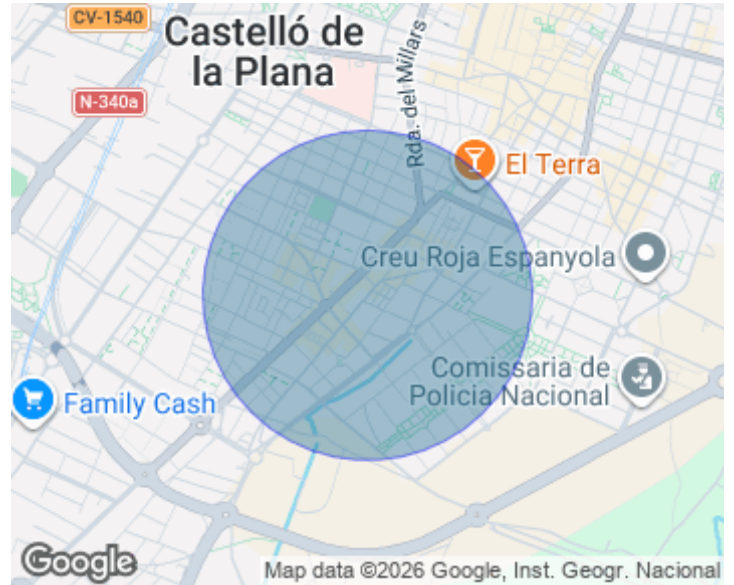 CV-1540
Castelló de
la Plana
N-340a
Rda. del Millars
El Terra
Creu Roja Espanyola
Comissaria de
Policia Nacional
Family Cash
Google
Map data ©2026 Google, Inst. Geogr. Nacional